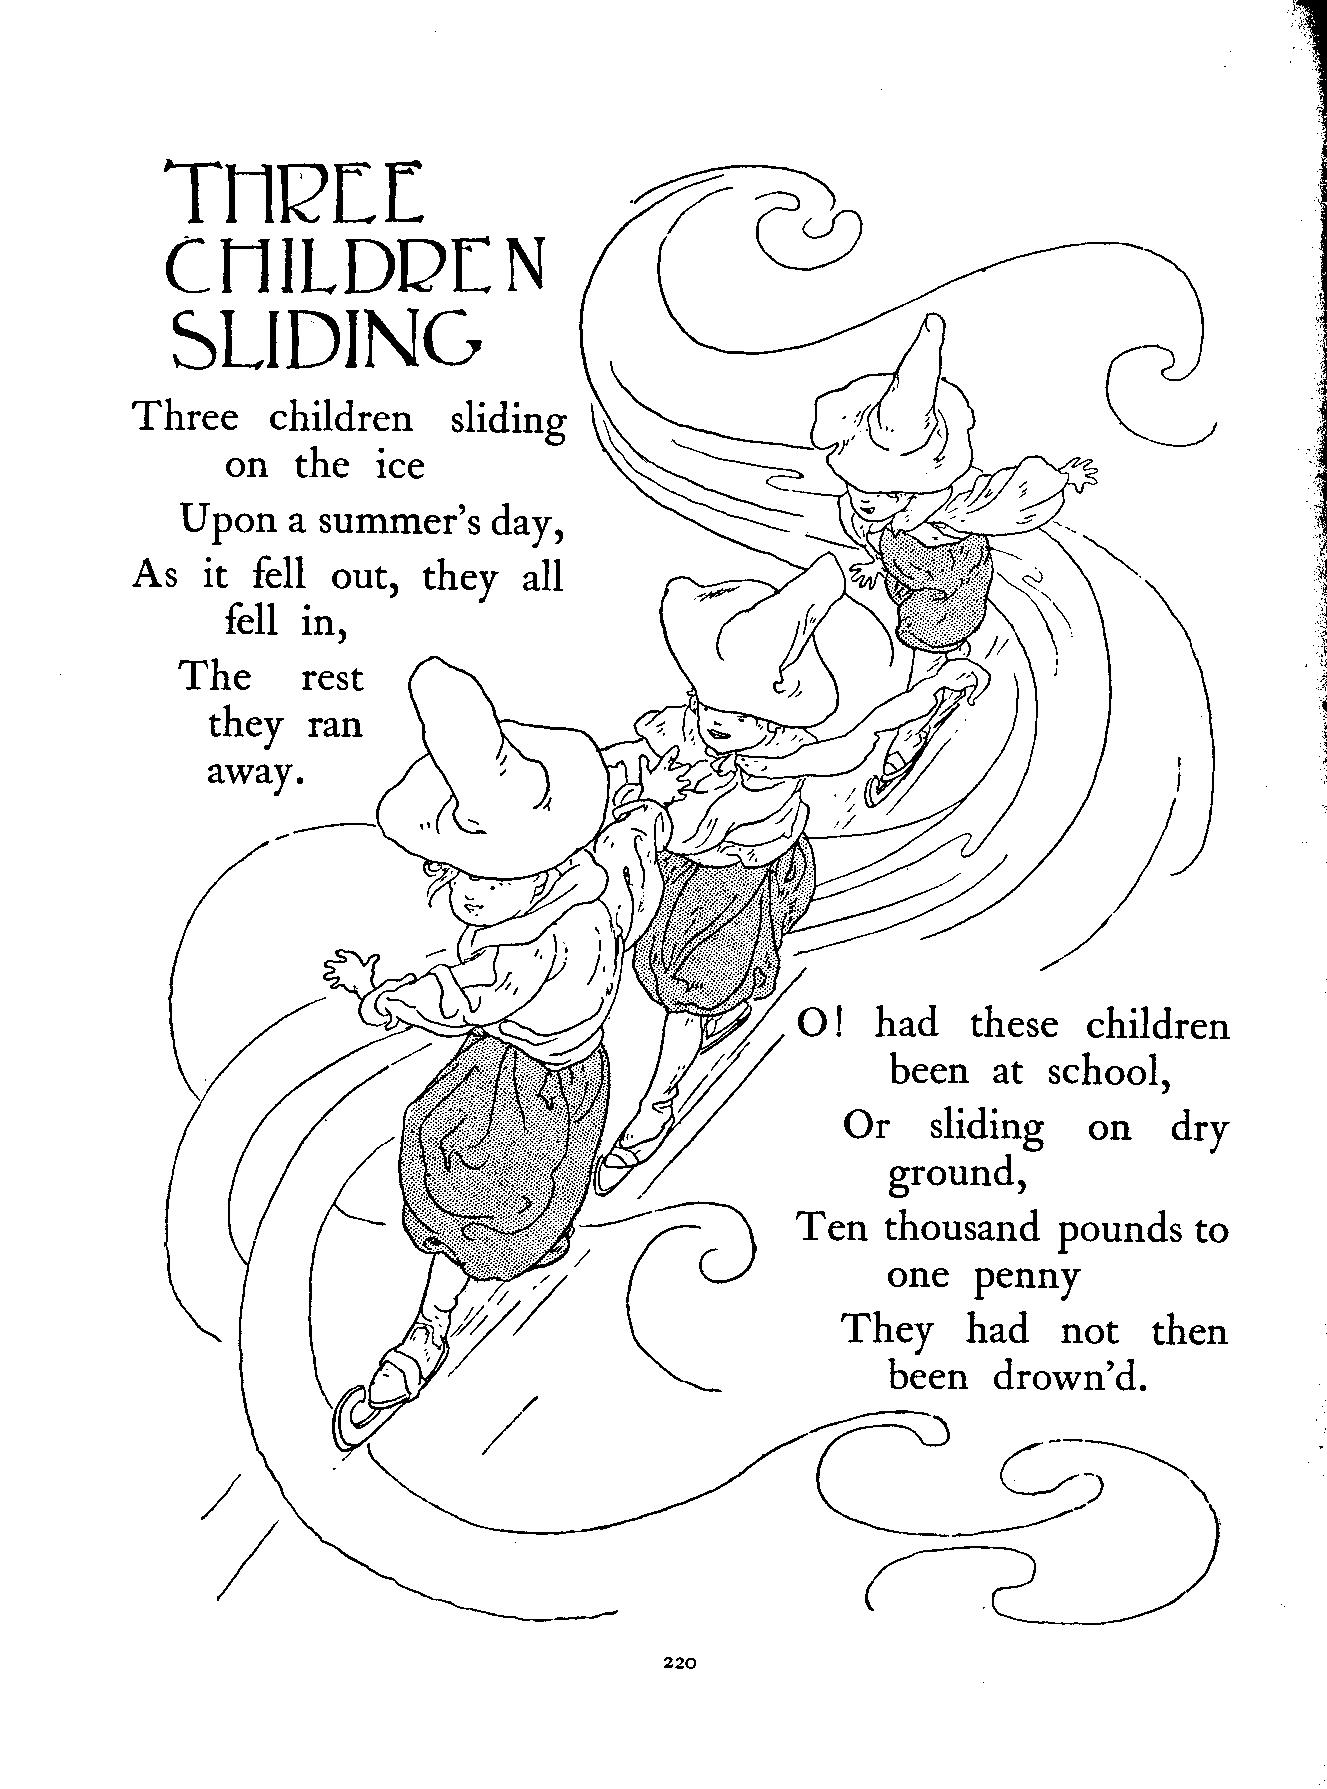 THREE
CHILDREN
SLIDING
Three children sliding
on the ice
Upon a summer's day,
As it fell out, they all
fell in,
The rest
they ran
away.
O! had these children
been at school,
Or sliding on dry
ground,
Ten thousand pounds to
one penny
They had not then
been drown'd.
220